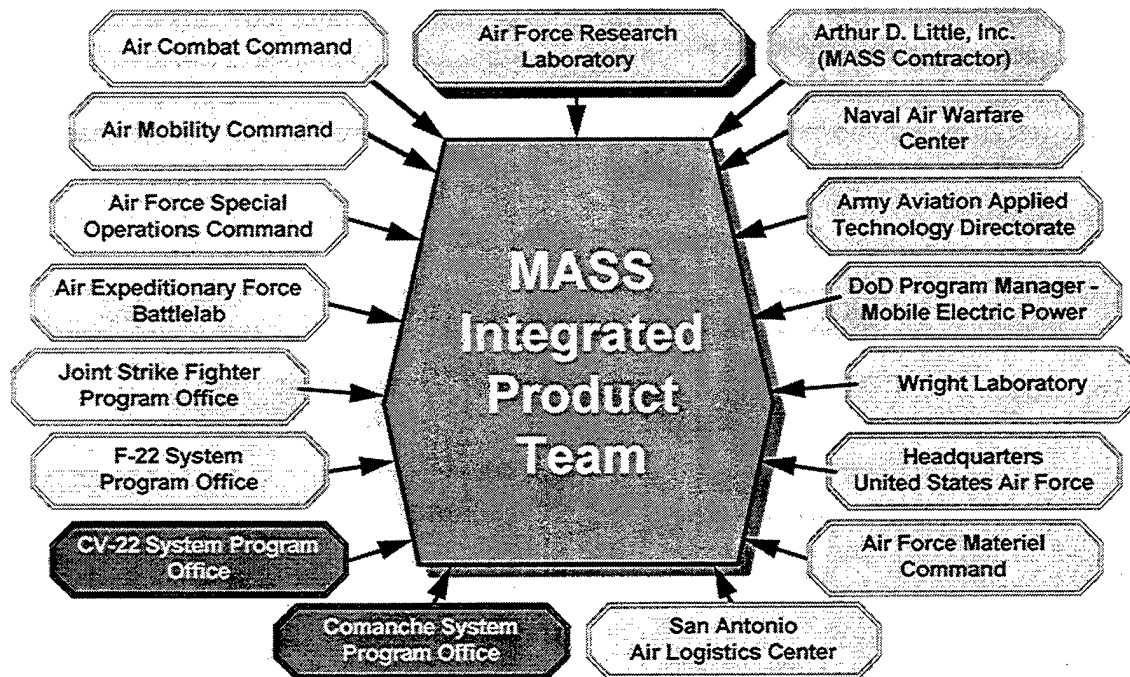 Air Combat Command
Air Force Research
Laboratory
Arthur D. Little, Inc.
(MASS Contractor)
Air Mobility Command
Naval Air Warfare
Center
Air Force Special
Operations Command
Army Aviation Applied
Technology Directorate
Air Expeditionary Force
Battlelab
DoD Program Manager -
Mobile Electric Power
Joint Strike Fighter
Program Office
Wright Laboratory
F-22 System
Program Office
Headquarters
United States Air Force
CV-22 System Program
Office
Air Force Materiel
Command
Comanche System
Program Office
San Antonio
Air Logistics Center
MASS
Integrated
Product
Team